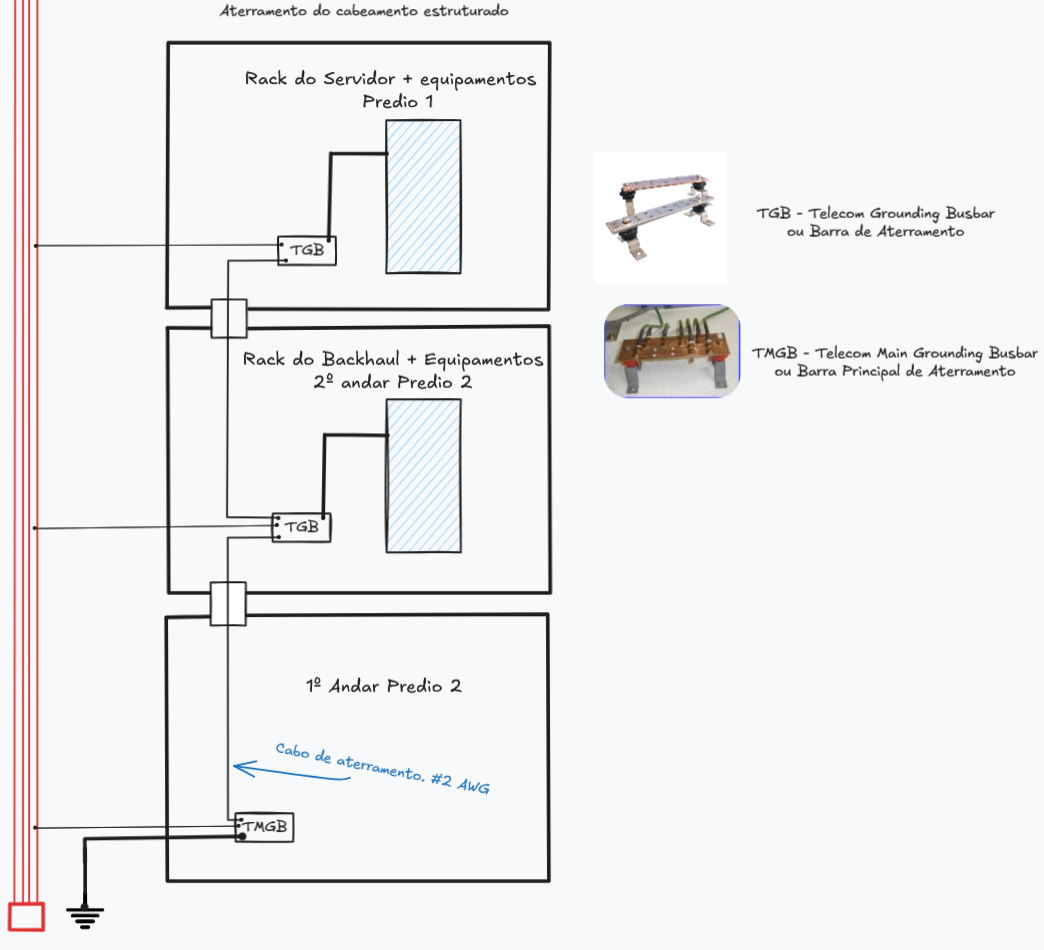 Aterramento do cabeamento estruturado
Rack do Servidor + equipamentos
Predio 1
TGB
TGB - Telecom Grounding Busbar
ou Barra de Aterramento
Rack do Backhaul + Equipamentos
2º andar Predio 2
TMGB - Telecom Main Grounding Busbar
ou Barra Principal de Aterramento
TGB
1º Andar Predio 2
Cabo de aterramento. #2 AWG
TMGB